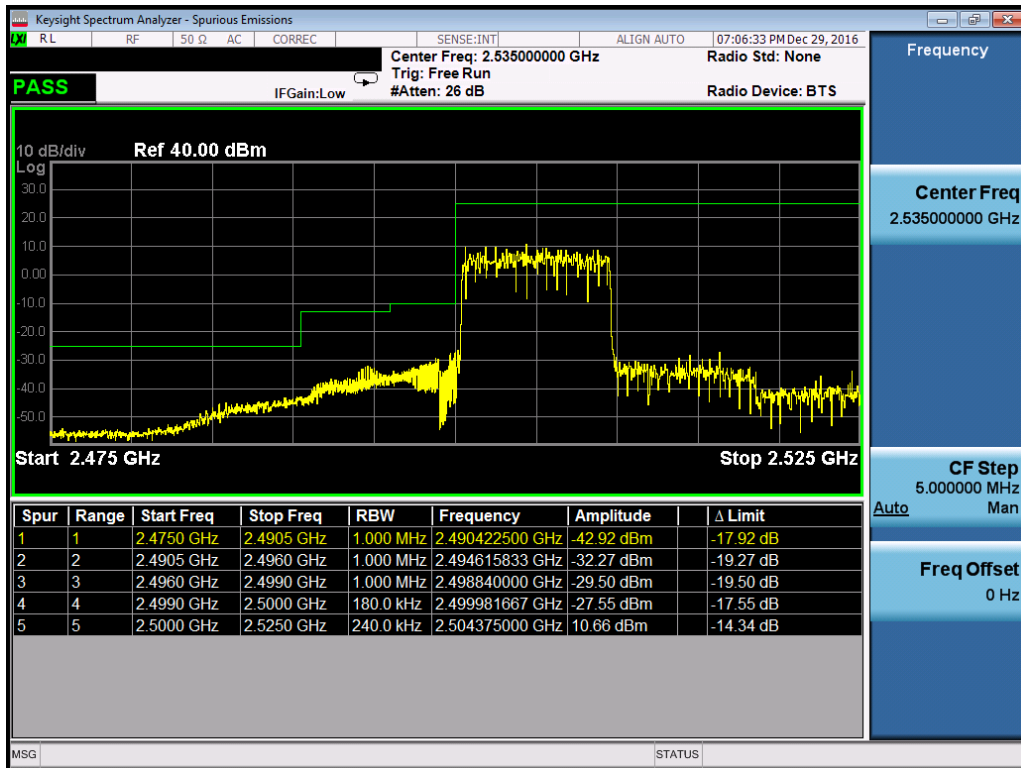 Keysight Spectrum Analyzer - Spurious Emissions
LXI RL RF 50 Ω AC CORREC SENSE:INT ALIGN AUTO 07:06:33 PM Dec 29, 2016
Center Freq: 2.535000000 GHz Radio Std: None
Trig: Free Run
PASS IFGain:Low #Atten: 26 dB Radio Device: BTS
10 dB/div Ref 40.00 dBm
Log
30.0
20.0
10.0
0.00
-10.0
-20.0
-30.0
-40.0
-50.0
Start 2.475 GHz Stop 2.525 GHz
Spur Range Start Freq Stop Freq RBW Frequency Amplitude Δ Limit
1 1 2.4750 GHz 2.4905 GHz 1.000 MHz 2.490422500 GHz -42.92 dBm -17.92 dB
2 2 2.4905 GHz 2.4960 GHz 1.000 MHz 2.494615833 GHz -32.27 dBm -19.27 dB
3 3 2.4960 GHz 2.4990 GHz 1.000 MHz 2.498840000 GHz -29.50 dBm -19.50 dB
4 4 2.4990 GHz 2.5000 GHz 180.0 kHz 2.499981667 GHz -27.55 dBm -17.55 dB
5 5 2.5000 GHz 2.5250 GHz 240.0 kHz 2.504375000 GHz 10.66 dBm -14.34 dB
MSG STATUS
Frequency
Center Freq
2.535000000 GHz
CF Step
5.000000 MHz
Auto Man
Freq Offset
0 Hz